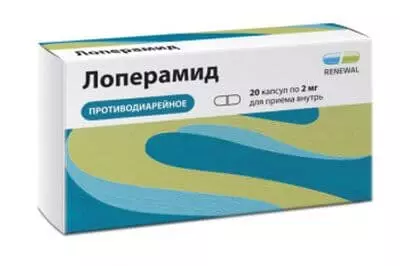 Лоперамид
ПРОТИВОДИАРЕЙНОЕ
RENEWAL
20 капсул по 2 мг
для приёма внутрь